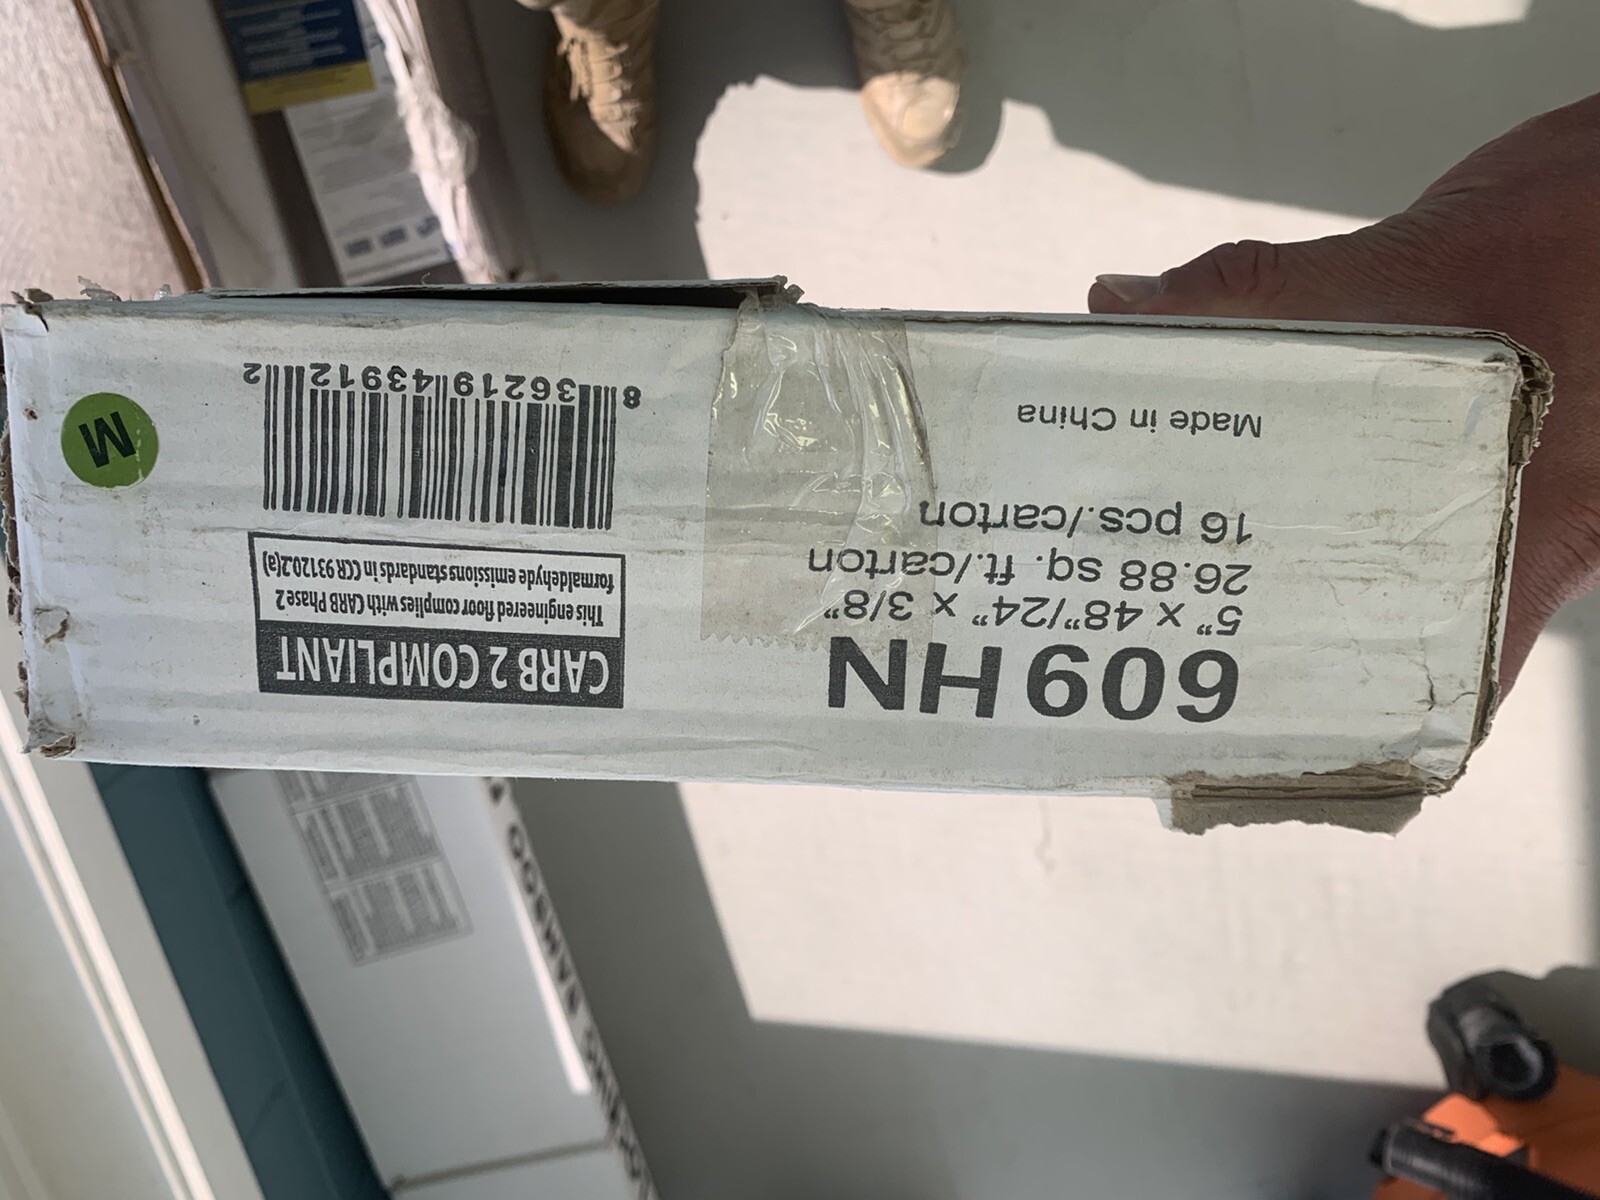 609 HN
5" x 48"/24" x 3/8"
26.88 sq. ft./carton
16 pcs./carton
Made in China
CARB 2 COMPLIANT
This engineered floor complies with CARB Phase 2
formaldehyde emissions standards in CCR 93120.2(a)
8 36219 43912 2
M